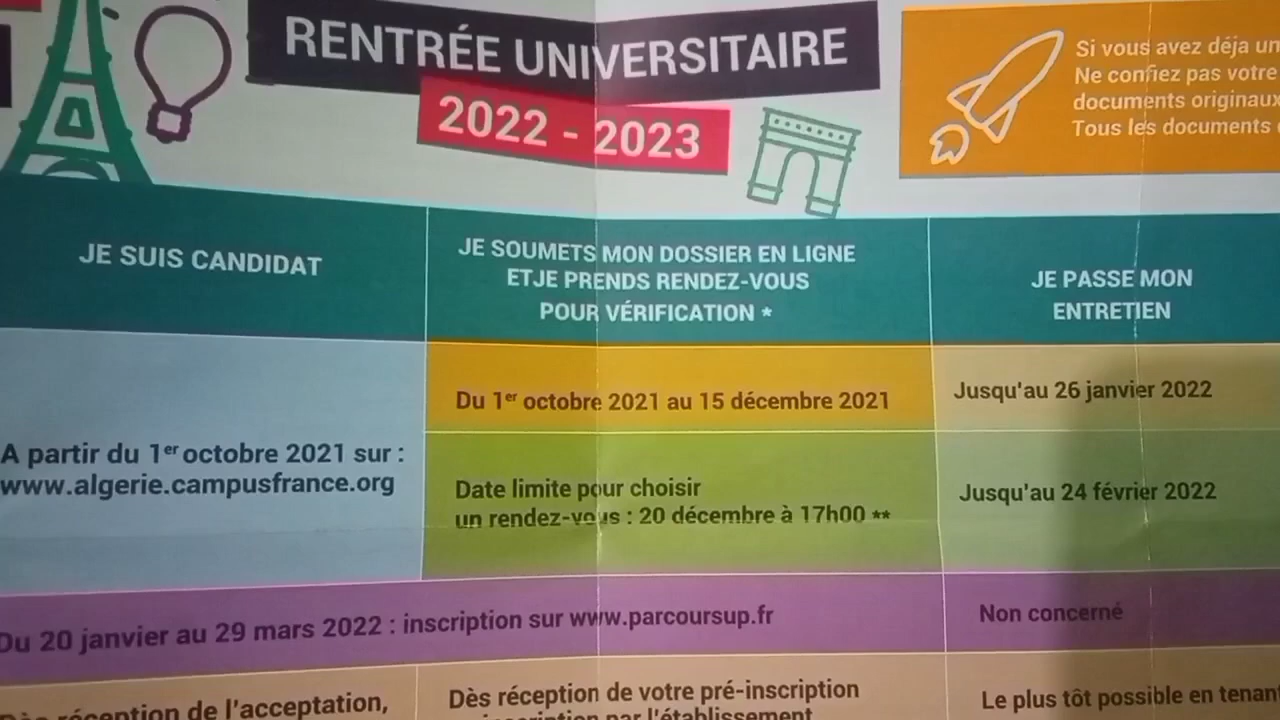 RENTRÉE UNIVERSITAIRE
2022 - 2023
Si vous avez déja un
Ne confiez pas votre
documents originaux
Tous les documents
JE SUIS CANDIDAT
JE SOUMETS MON DOSSIER EN LIGNE
ETJE PRENDS RENDEZ-VOUS
POUR VÉRIFICATION *
JE PASSE MON
ENTRETIEN
A partir du 1er octobre 2021 sur :
www.algerie.campusfrance.org
Du 1er octobre 2021 au 15 décembre 2021
Jusqu'au 26 janvier 2022
Date limite pour choisir
un rendez-vous : 20 décembre à 17h00 **
Jusqu'au 24 février 2022
Du 20 janvier au 29 mars 2022 : inscription sur www.parcoursup.fr
Non concerné
réception de l'acceptation,
Dès réception de votre pré-inscription
par l'établissement
Le plus tôt possible en tenant